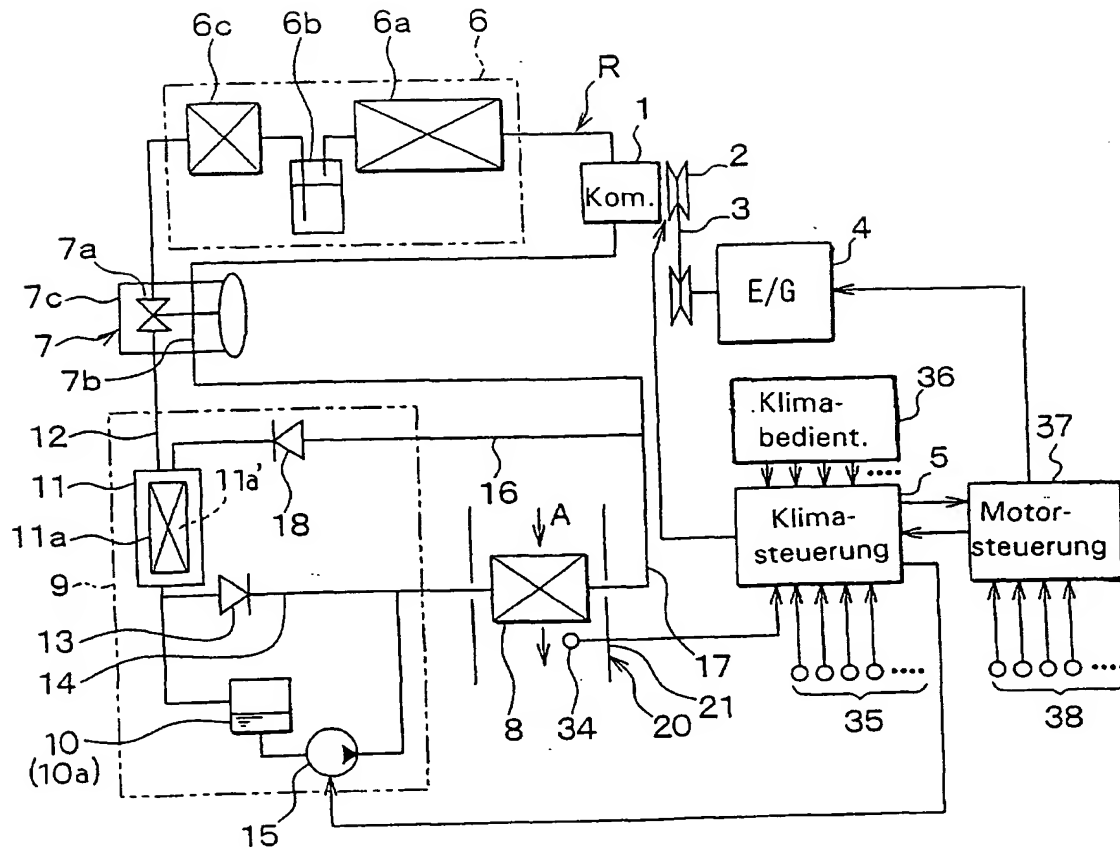 6c 6b 6a 6
R
1
2
Kom.
3
4
E/G
7a
7c
7
7b
36
.Klima-
bedient.
37
12
5
11 11a'
16
Klima-
steuerung
Motor-
steuerung
11a
18
A
9
13
14
8 34
21
20
17
35
38
10
(10a)
15